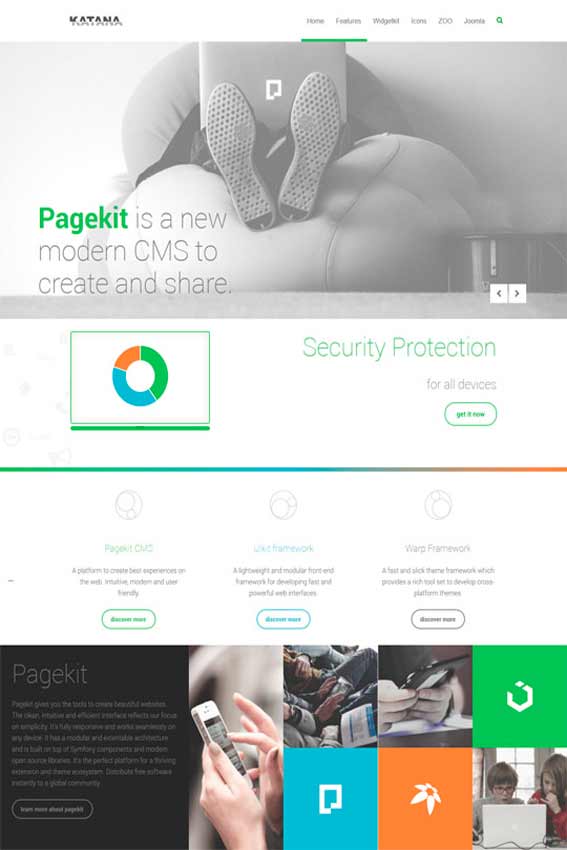 KATANA
Home Features Widgetkit Icons ZOO Joomla
Pagekit is a new
modern CMS to
create and share.
Security Protection
for all devices
get it now
Pagekit CMS
A platform to create best experiences on
the web. Intuitive, modern and user
friendly.
discover more
UIkit framework
A lightweight and modular front-end
framework for developing fast and
powerful web interfaces.
discover more
Warp Framework
A fast and slick theme framework which
provides a rich tool set to develop cross-
platform themes
discover more
Pagekit
Pagekit gives you the tools to create beautiful websites.
The clean, intuitive and efficient interface reflects our focus
on simplicity. It's fully responsive and works seamlessly on
any device. It has a modular and extentable architecture
and is built on top of Symfony components and modern
open source libraries. It's the perfect platform for a thriving
extension and theme ecosystem. Distribute free software
instantly to a global community.
learn more about pagekit